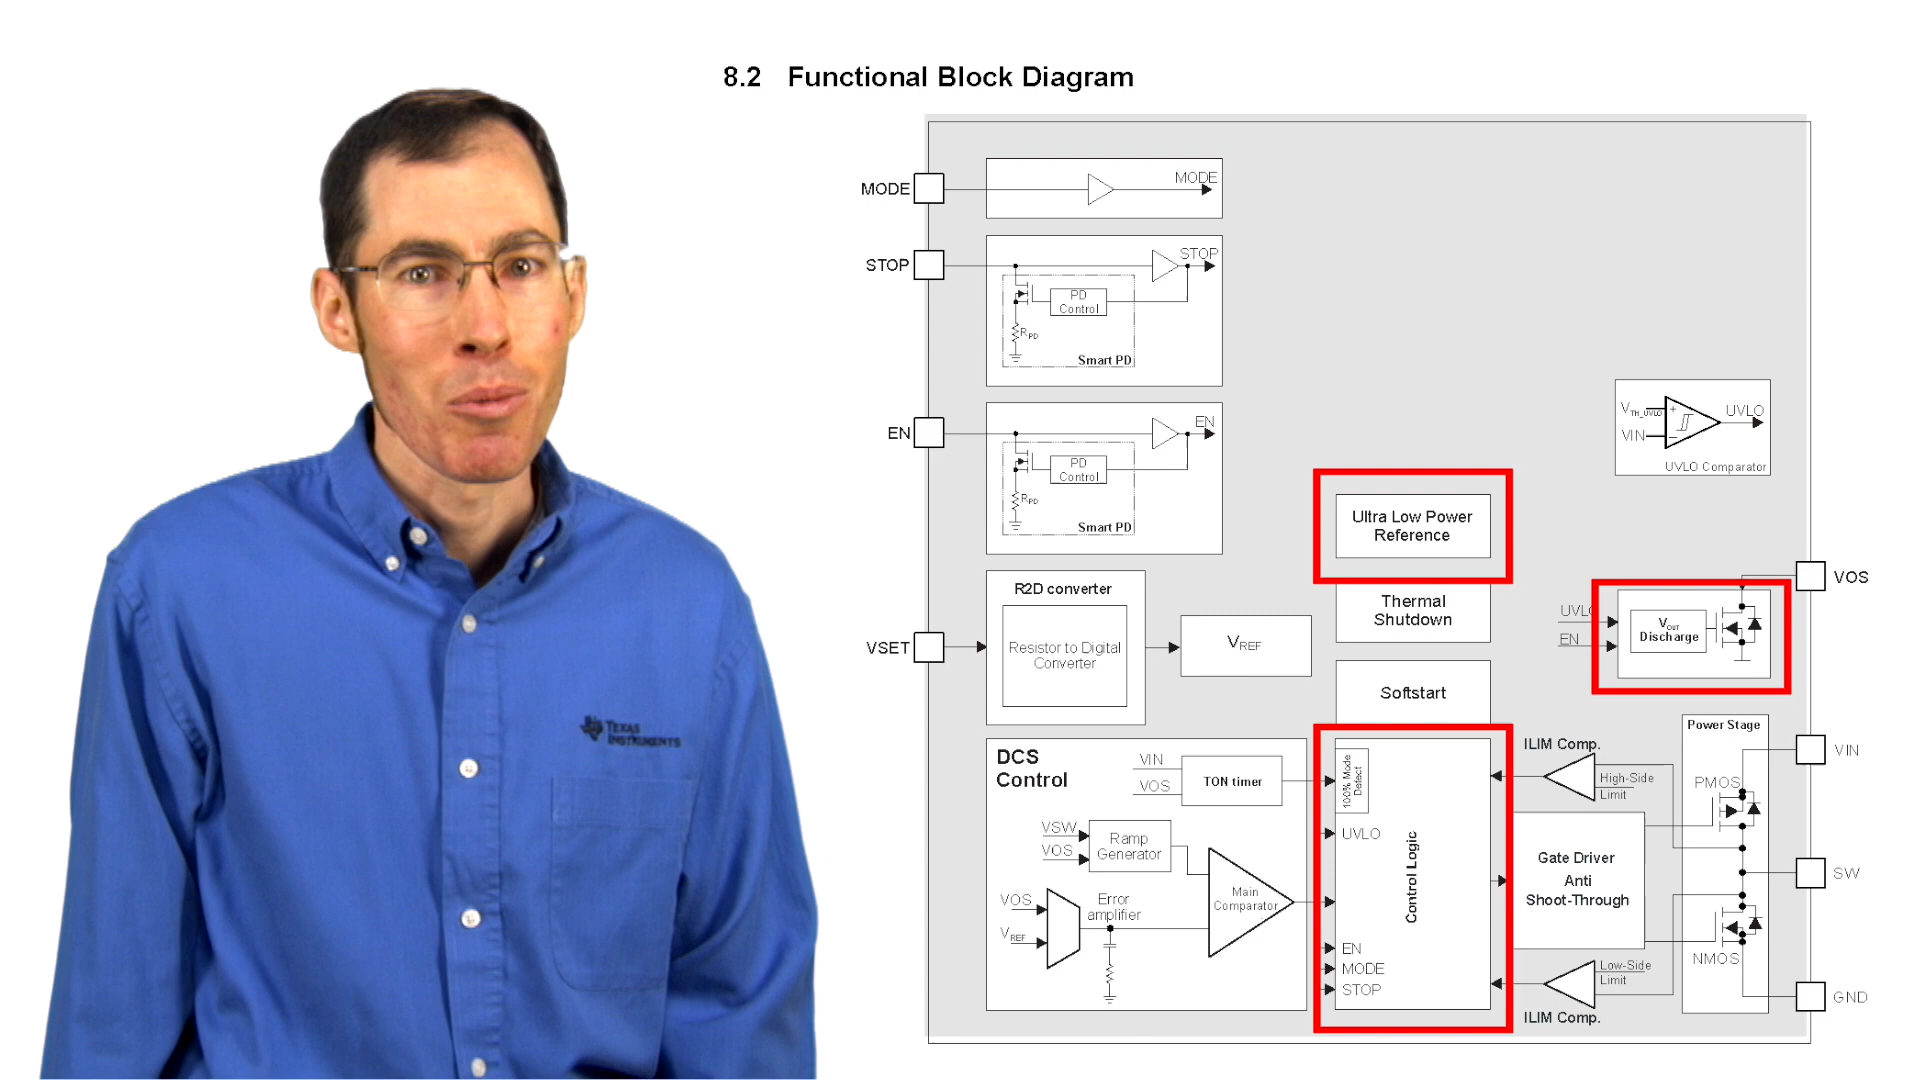 8.2 Functional Block Diagram
MODE
MODE
STOP
STOP
PD
Control
RPD
Smart PD
EN
EN
PD
Control
RPD
Smart PD
VTH_UVLO
VIN
+
−
UVLO
UVLO Comparator
Ultra Low Power
Reference
Thermal
Shutdown
Softstart
VOS
UVLO
EN
VOUT
Discharge
VSET
R2D converter
Resistor to Digital
Converter
VREF
DCS
Control
VIN
VOS
TON timer
VSW
VOS
Ramp
Generator
VOS
VREF
Error
amplifier
Main
Comparator
100% Mode
Detect
UVLO
Control Logic
EN
MODE
STOP
ILIM Comp.
High-Side
Limit
Gate Driver
Anti
Shoot-Through
Low-Side
Limit
ILIM Comp.
Power Stage
PMOS
NMOS
VIN
SW
GND
TEXAS
INSTRUMENTS